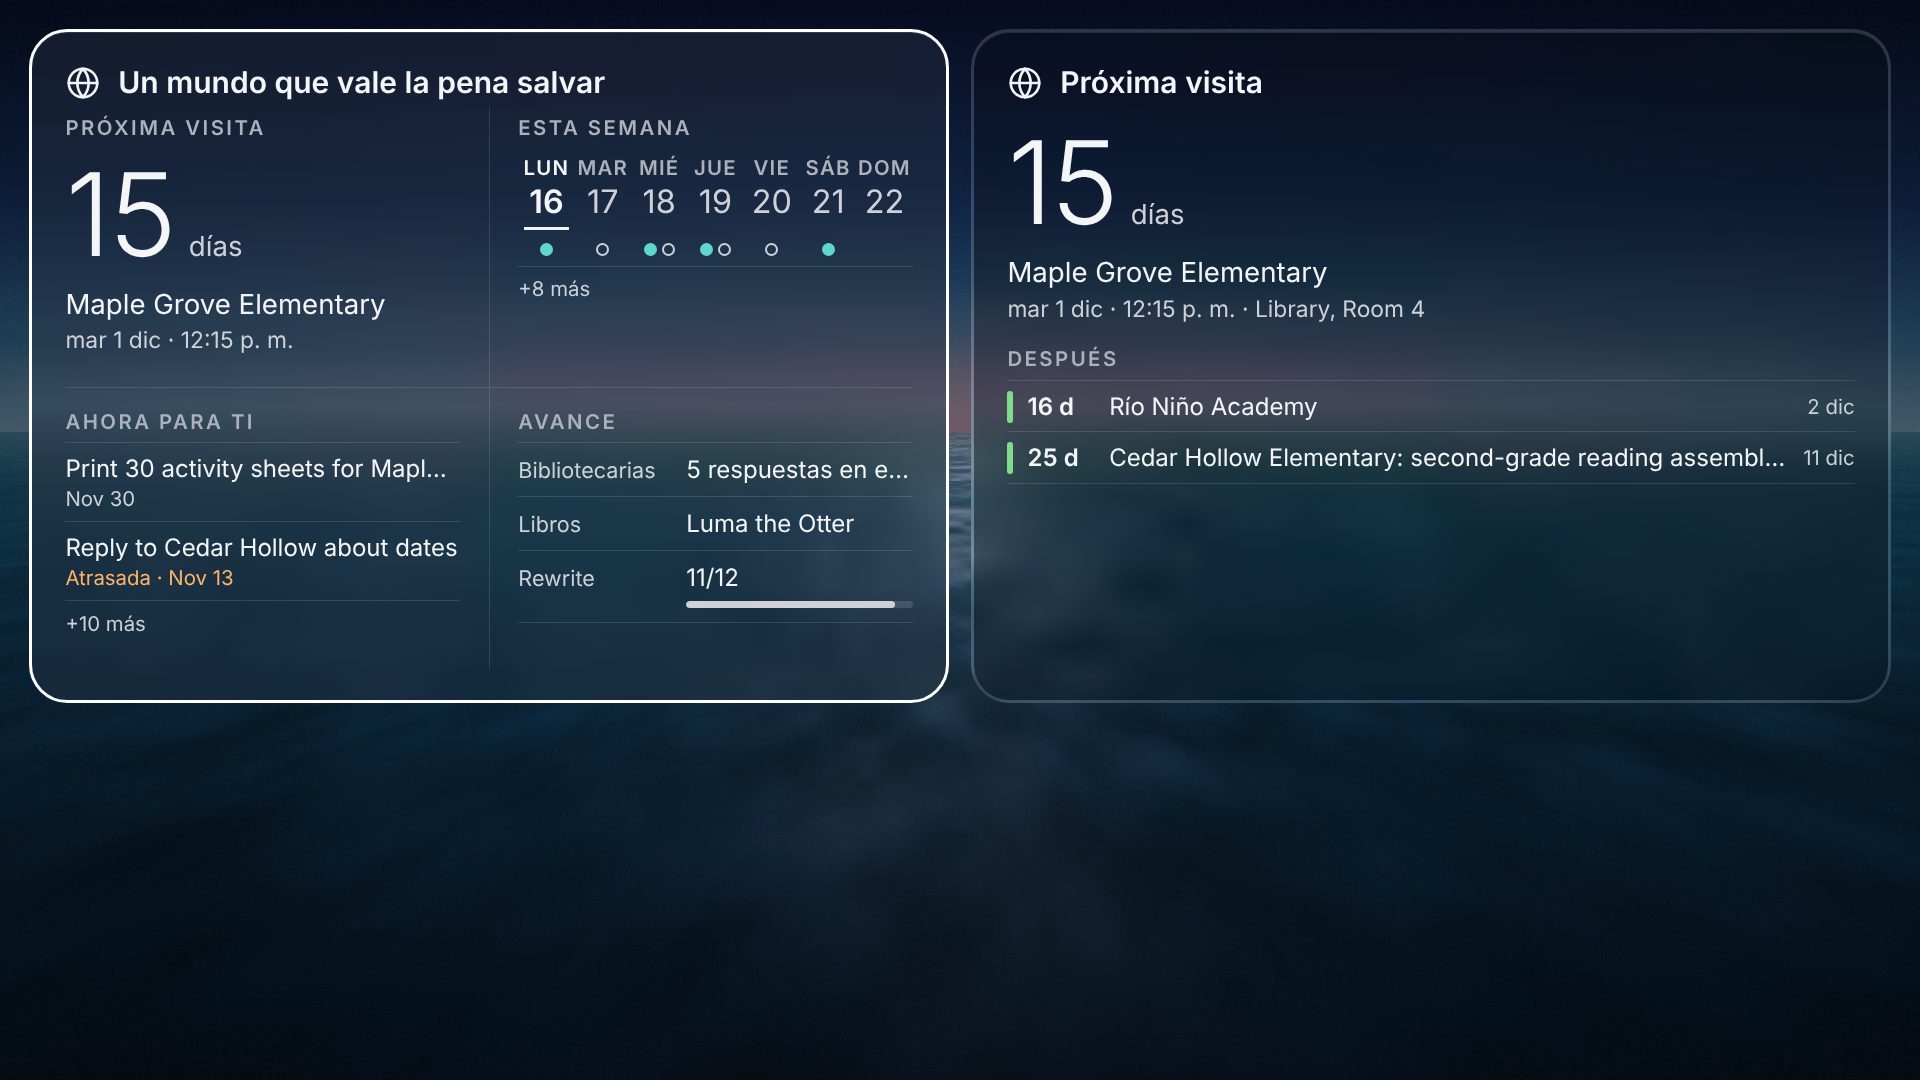 Un mundo que vale la pena salvar
PRÓXIMA VISITA
15 días
Maple Grove Elementary
mar 1 dic · 12:15 p. m.
ESTA SEMANA
LUN MAR MIÉ JUE VIE SÁB DOM
16 17 18 19 20 21 22
+8 más
AHORA PARA TI
Print 30 activity sheets for Mapl...
Nov 30
Reply to Cedar Hollow about dates
Atrasada · Nov 13
+10 más
AVANCE
Bibliotecarias 5 respuestas en e...
Libros Luma the Otter
Rewrite 11/12
Próxima visita
15 días
Maple Grove Elementary
mar 1 dic · 12:15 p. m. · Library, Room 4
DESPUÉS
16 d Río Niño Academy 2 dic
25 d Cedar Hollow Elementary: second-grade reading assembl... 11 dic